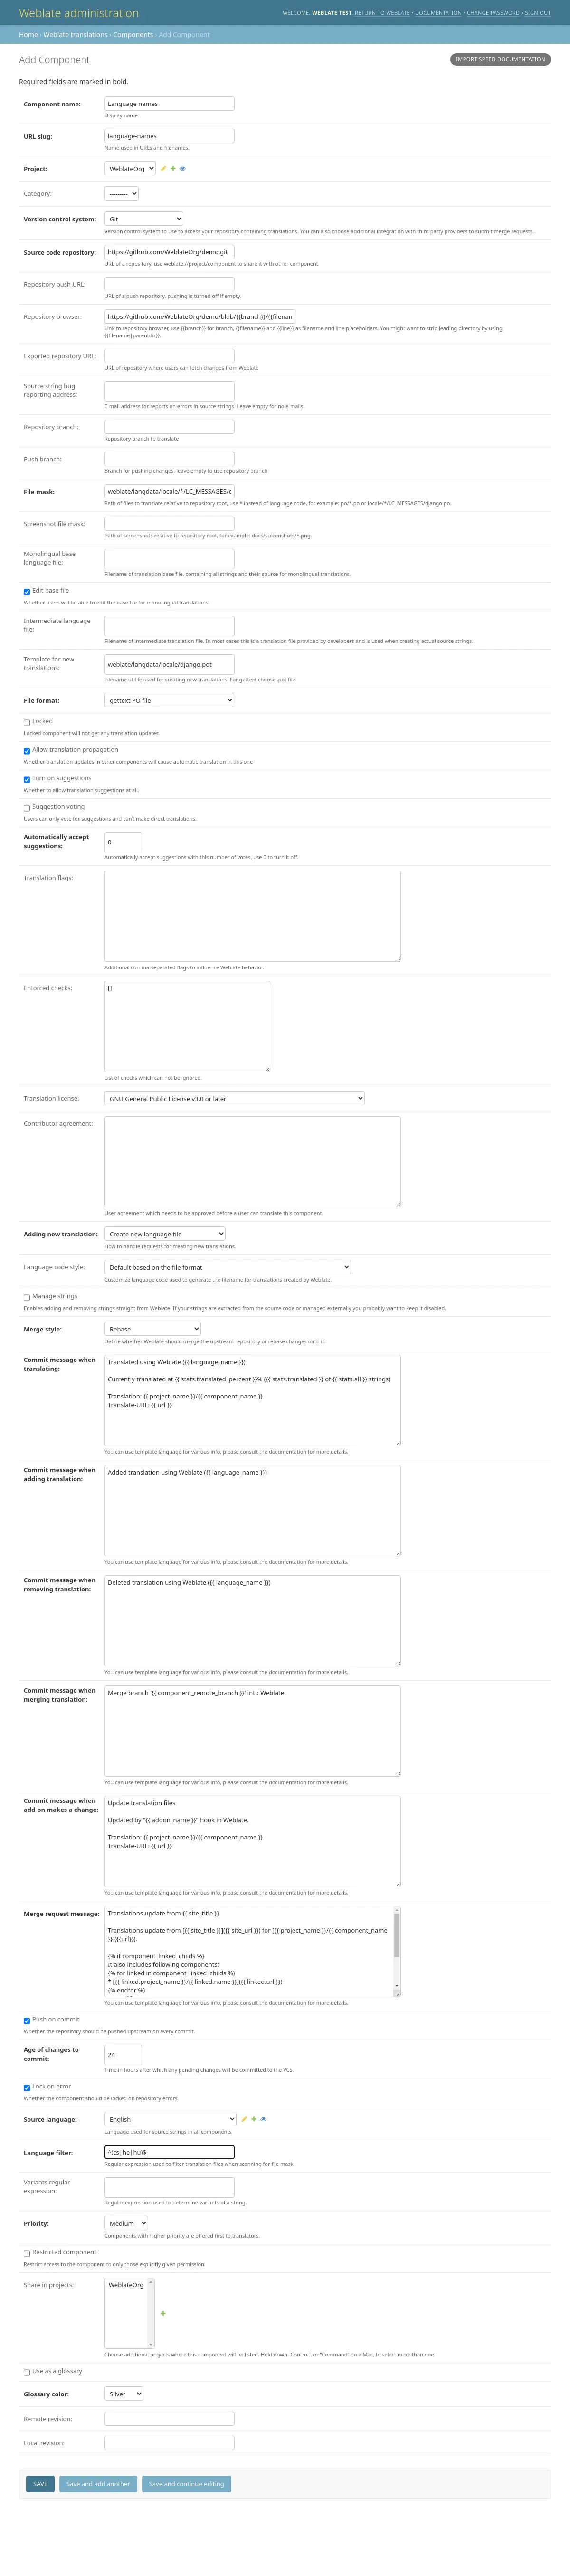 Weblate administration
WELCOME, WEBLATE TEST. RETURN TO WEBLATE / DOCUMENTATION / CHANGE PASSWORD / SIGN OUT
Home › Weblate translations › Components › Add Component
Add Component
IMPORT SPEED DOCUMENTATION
Required fields are marked in bold.
Component name:
Language names
Display name
URL slug:
language-names
Name used in URLs and filenames.
Project:
WeblateOrg
Category:
---------
Version control system:
Git
Version control system to use to access your repository containing translations. You can also choose additional integration with third party providers to submit merge requests.
Source code repository:
https://github.com/WeblateOrg/demo.git
URL of a repository, use weblate://project/component to share it with other component.
Repository push URL:
URL of a push repository, pushing is turned off if empty.
Repository browser:
https://github.com/WeblateOrg/demo/blob/{{branch}}/{{filenam
Link to repository browser, use {{branch}} for branch, {{filename}} and {{line}} as filename and line placeholders. You might want to strip leading directory by using
{{filename|parentdir}}.
Exported repository URL:
URL of repository where users can fetch changes from Weblate
Source string bug
reporting address:
E-mail address for reports on errors in source strings. Leave empty for no e-mails.
Repository branch:
Repository branch to translate
Push branch:
Branch for pushing changes, leave empty to use repository branch
File mask:
weblate/langdata/locale/*/LC_MESSAGES/c
Path of files to translate relative to repository root, use * instead of language code, for example: po/*.po or locale/*/LC_MESSAGES/django.po.
Screenshot file mask:
Path of screenshots relative to repository root, for example: docs/screenshots/*.png.
Monolingual base
language file:
Filename of translation base file, containing all strings and their source for monolingual translations.
Edit base file
Whether users will be able to edit the base file for monolingual translations.
Intermediate language
file:
Filename of intermediate translation file. In most cases this is a translation file provided by developers and is used when creating actual source strings.
Template for new
translations:
weblate/langdata/locale/django.pot
Filename of file used for creating new translations. For gettext choose .pot file.
File format:
gettext PO file
Locked
Locked component will not get any translation updates.
Allow translation propagation
Whether translation updates in other components will cause automatic translation in this one
Turn on suggestions
Whether to allow translation suggestions at all.
Suggestion voting
Users can only vote for suggestions and can't make direct translations.
Automatically accept
suggestions:
0
Automatically accept suggestions with this number of votes, use 0 to turn it off.
Translation flags:
Additional comma-separated flags to influence Weblate behavior.
Enforced checks:
[]
List of checks which can not be ignored.
Translation license:
GNU General Public License v3.0 or later
Contributor agreement:
User agreement which needs to be approved before a user can translate this component.
Adding new translation:
Create new language file
How to handle requests for creating new translations.
Language code style:
Default based on the file format
Customize language code used to generate the filename for translations created by Weblate.
Manage strings
Enables adding and removing strings straight from Weblate. If your strings are extracted from the source code or managed externally you probably want to keep it disabled.
Merge style:
Rebase
Define whether Weblate should merge the upstream repository or rebase changes onto it.
Commit message when
translating:
Translated using Weblate ({{ language_name }})
Currently translated at {{ stats.translated_percent }}% ({{ stats.translated }} of {{ stats.all }} strings)
Translation: {{ project_name }}/{{ component_name }}
Translate-URL: {{ url }}
You can use template language for various info, please consult the documentation for more details.
Commit message when
adding translation:
Added translation using Weblate ({{ language_name }})
You can use template language for various info, please consult the documentation for more details.
Commit message when
removing translation:
Deleted translation using Weblate ({{ language_name }})
You can use template language for various info, please consult the documentation for more details.
Commit message when
merging translation:
Merge branch '{{ component_remote_branch }}' into Weblate.
You can use template language for various info, please consult the documentation for more details.
Commit message when
add-on makes a change:
Update translation files
Updated by "{{ addon_name }}" hook in Weblate.
Translation: {{ project_name }}/{{ component_name }}
Translate-URL: {{ url }}
You can use template language for various info, please consult the documentation for more details.
Merge request message:
Translations update from {{ site_title }}
Translations update from [{{ site_title }}]({{ site_url }}) for [{{ project_name }}/{{ component_name
}}]({{url}}).
{% if component_linked_childs %}
It also includes following components:
{% for linked in component_linked_childs %}
* [{{ linked.project_name }}/{{ linked.name }}]({{ linked.url }})
{% endfor %}
You can use template language for various info, please consult the documentation for more details.
Push on commit
Whether the repository should be pushed upstream on every commit.
Age of changes to
commit:
24
Time in hours after which any pending changes will be committed to the VCS.
Lock on error
Whether the component should be locked on repository errors.
Source language:
English
Language used for source strings in all components
Language filter:
^(cs|he|hu)$
Regular expression used to filter translation files when scanning for file mask.
Variants regular
expression:
Regular expression used to determine variants of a string.
Priority:
Medium
Components with higher priority are offered first to translators.
Restricted component
Restrict access to the component to only those explicitly given permission.
Share in projects:
WeblateOrg
Choose additional projects where this component will be listed. Hold down "Control", or "Command" on a Mac, to select more than one.
Use as a glossary
Glossary color:
Silver
Remote revision:
Local revision:
SAVE
Save and add another
Save and continue editing